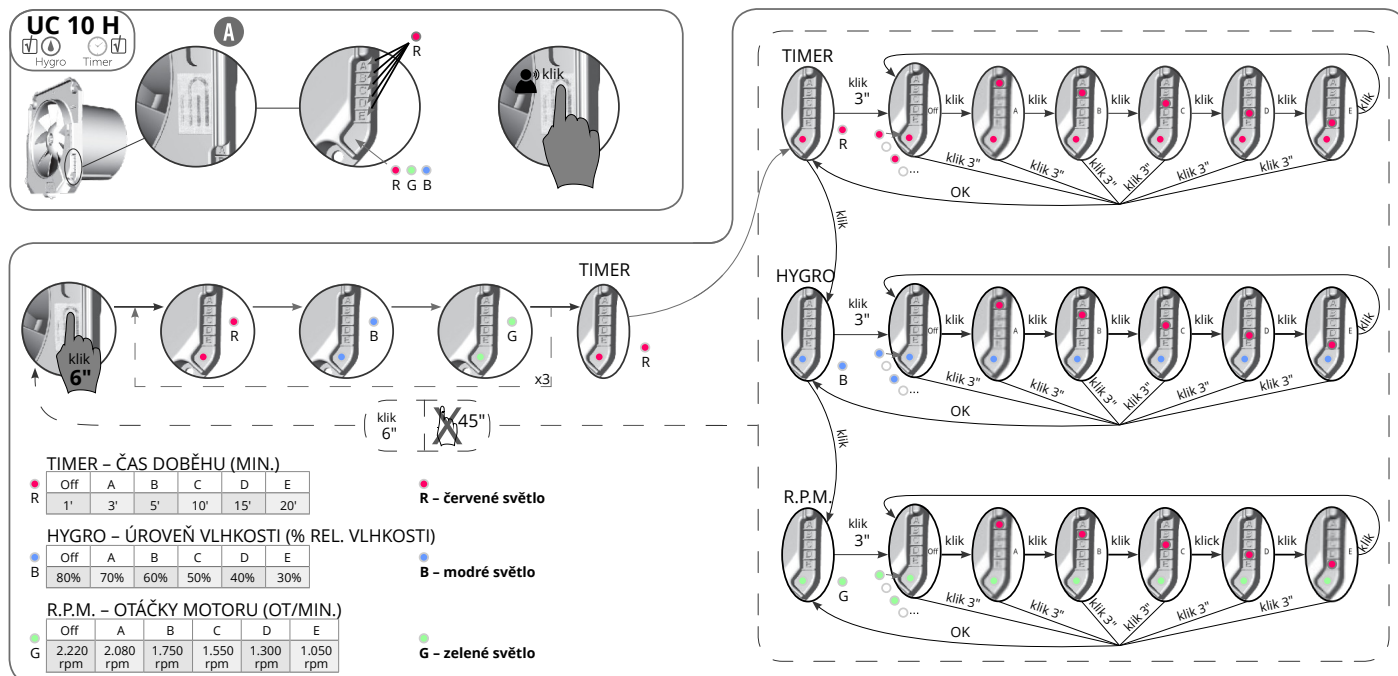 UC 10 H
Hygro Timer
A
R
A
B
C
D
E
R G B
klik
klik
6"
R
B
G
x3
TIMER
R
klik
6"
45"
TIMER – ČAS DOBĚHU (MIN.)
R
Off A B C D E
1' 3' 5' 10' 15' 20'
HYGRO – ÚROVEŇ VLHKOSTI (% REL. VLHKOSTI)
B
Off A B C D E
80% 70% 60% 50% 40% 30%
R.P.M. – OTÁČKY MOTORU (OT/MIN.)
G
Off A B C D E
2.220 rpm 2.080 rpm 1.750 rpm 1.550 rpm 1.300 rpm 1.050 rpm
R – červené světlo
B – modré světlo
G – zelené světlo
TIMER
klik
3"
R
Off klik A klik B klik C klik D klik E klik
...
klik 3" klik 3" klik 3" klik 3" klik 3" klik 3"
OK
klik
HYGRO
klik
3"
B
Off klik A klik B klik C klik D klik E klik
...
klik 3" klik 3" klik 3" klik 3" klik 3" klik 3"
OK
klik
R.P.M.
klik
3"
G
Off klik A klik B klik C klick D klik E klik
...
klik 3" klik 3" klik 3" klik 3" klik 3" klik 3"
OK